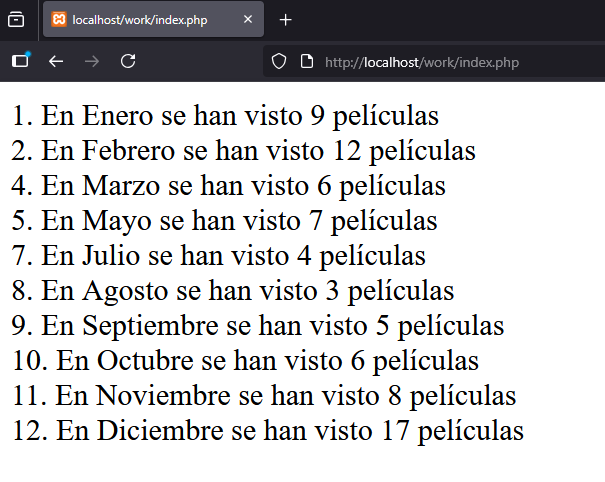 localhost/work/index.php
http://localhost/work/index.php
1. En Enero se han visto 9 películas
2. En Febrero se han visto 12 películas
4. En Marzo se han visto 6 películas
5. En Mayo se han visto 7 películas
7. En Julio se han visto 4 películas
8. En Agosto se han visto 3 películas
9. En Septiembre se han visto 5 películas
10. En Octubre se han visto 6 películas
11. En Noviembre se han visto 8 películas
12. En Diciembre se han visto 17 películas